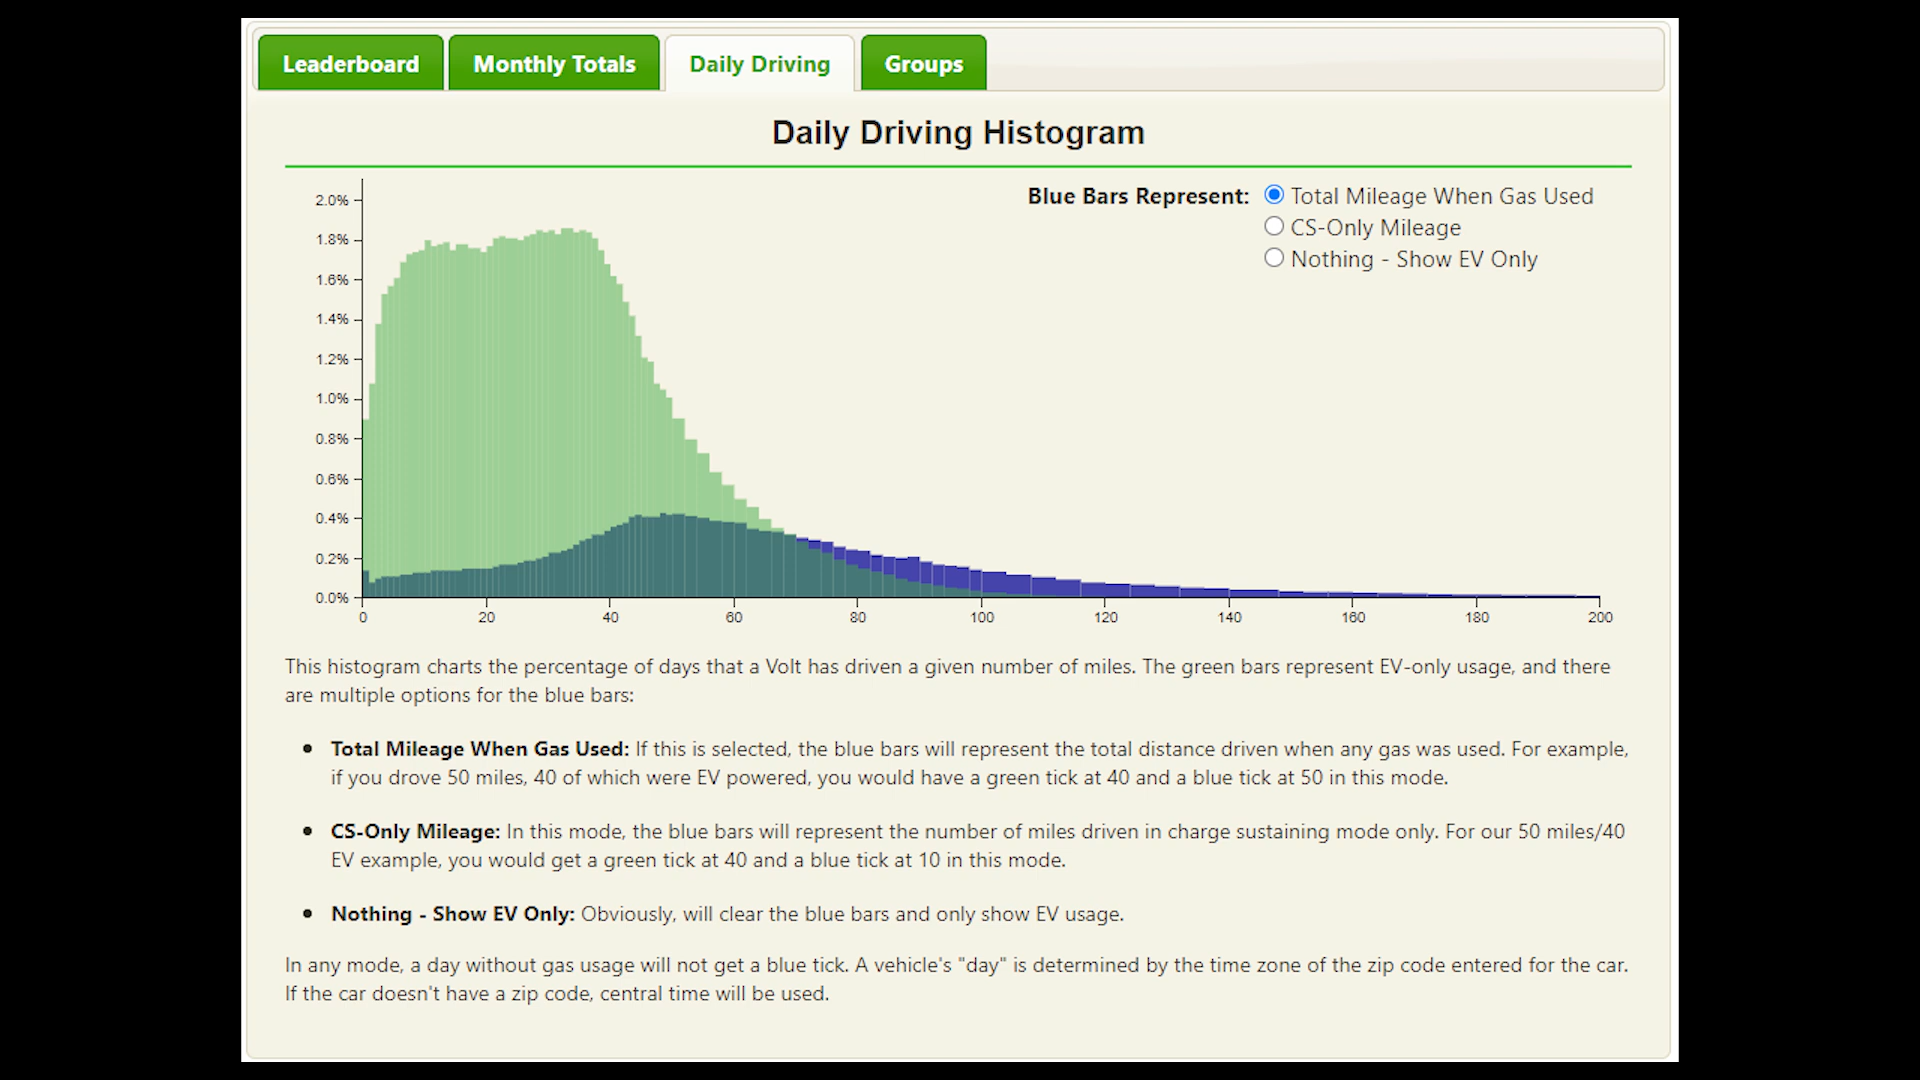 Leaderboard Monthly Totals Daily Driving Groups
Daily Driving Histogram
Blue Bars Represent: Total Mileage When Gas Used
CS-Only Mileage
Nothing - Show EV Only
2.0%
1.8%
1.6%
1.4%
1.2%
1.0%
0.8%
0.6%
0.4%
0.2%
0.0%
0 20 40 60 80 100 120 140 160 180 200
This histogram charts the percentage of days that a Volt has driven a given number of miles. The green bars represent EV-only usage, and there
are multiple options for the blue bars:
• Total Mileage When Gas Used: If this is selected, the blue bars will represent the total distance driven when any gas was used. For example,
if you drove 50 miles, 40 of which were EV powered, you would have a green tick at 40 and a blue tick at 50 in this mode.
• CS-Only Mileage: In this mode, the blue bars will represent the number of miles driven in charge sustaining mode only. For our 50 miles/40
EV example, you would get a green tick at 40 and a blue tick at 10 in this mode.
• Nothing - Show EV Only: Obviously, will clear the blue bars and only show EV usage.
In any mode, a day without gas usage will not get a blue tick. A vehicle's "day" is determined by the time zone of the zip code entered for the car.
If the car doesn't have a zip code, central time will be used.